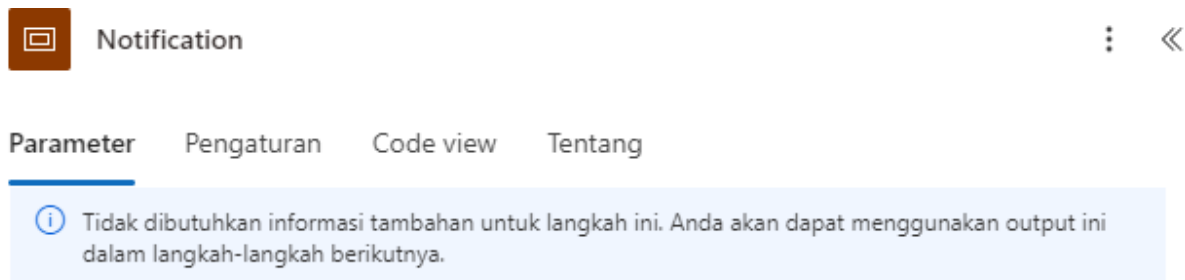 Notification
Parameter Pengaturan Code view Tentang
Tidak dibutuhkan informasi tambahan untuk langkah ini. Anda akan dapat menggunakan output ini
dalam langkah-langkah berikutnya.